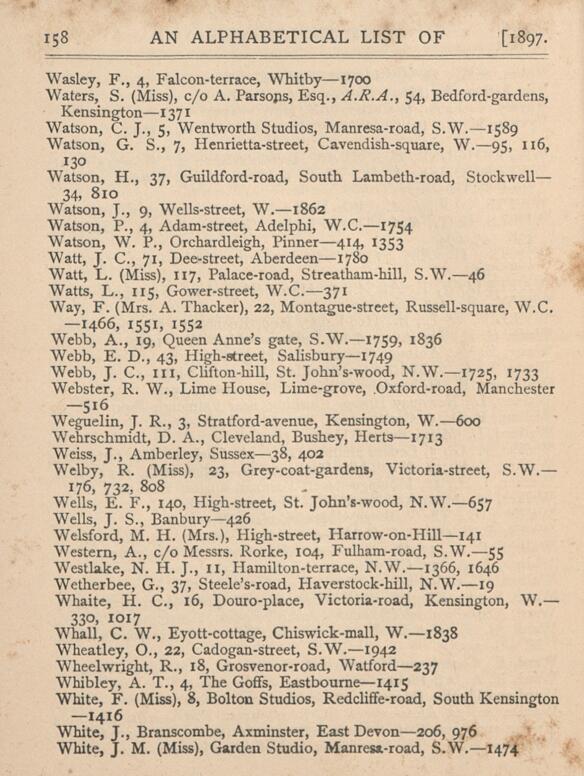 158 AN ALPHABETICAL LIST OF [1897.
Wasley, F., 4, Falcon-terrace, Whitby—1700
Waters, S. (Miss), c/o A. Parsons, Esq., A.R.A., 54, Bedford-gardens,
Kensington—1371
Watson, C. J., 5, Wentworth Studios, Manresa-road, S.W.—1589
Watson, G. S., 7, Henrietta-street, Cavendish-square, W.—95, 116,
130
Watson, H., 37, Guildford-road, South Lambeth-road, Stockwell—
34, 810
Watson, J., 9, Wells-street, W.—1862
Watson, P., 4, Adam-street, Adelphi, W.C.—1754
Watson, W. P., Orchardleigh, Pinner—414, 1353
Watt, J. C., 71, Dee-street, Aberdeen—1780
Watt, L. (Miss), 117, Palace-road, Streatham-hill, S.W.—46
Watts, L., 115, Gower-street, W.C.—371
Way, F. (Mrs. A. Thacker), 22, Montague-street, Russell-square, W.C.
—1466, 1551, 1552
Webb, A., 19, Queen Anne's gate, S.W.—1759, 1836
Webb, E. D., 43, High-street, Salisbury—1749
Webb, J. C., 111, Clifton-hill, St. John's-wood, N.W.—1725, 1733
Webster, R. W., Lime House, Lime-grove, Oxford-road, Manchester
—516
Weguelin, J. R., 3, Stratford-avenue, Kensington, W.—600
Wehrschmidt, D. A., Cleveland, Bushey, Herts—1713
Weiss, J., Amberley, Sussex—38, 402
Welby, R. (Miss), 23, Grey-coat-gardens, Victoria-street, S.W.—
176, 732, 808
Wells, E. F., 140, High-street, St. John's-wood, N.W.—657
Wells, J. S., Banbury—426
Welsford, M. H. (Mrs.), High-street, Harrow-on-Hill—141
Western, A., c/o Messrs. Rorke, 104, Fulham-road, S.W.—55
Westlake, N. H. J., 11, Hamilton-terrace, N.W.—1366, 1646
Wetherbee, G., 37, Steele's-road, Haverstock-hill, N.W.—19
Whaite, H. C., 16, Douro-place, Victoria-road, Kensington, W.—
330, 1017
Whall, C. W., Eyott-cottage, Chiswick-mall, W.—1838
Wheatley, O., 22, Cadogan-street, S.W.—1942
Wheelwright, R., 18, Grosvenor-road, Watford—237
Whibley, A. T., 4, The Goffs, Eastbourne—1415
White, F. (Miss), 8, Bolton Studios, Redcliffe-road, South Kensington
—1416
White, J., Branscombe, Axminster, East Devon—206, 976
White, J. M. (Miss), Garden Studio, Manresa-road, S.W.—1474